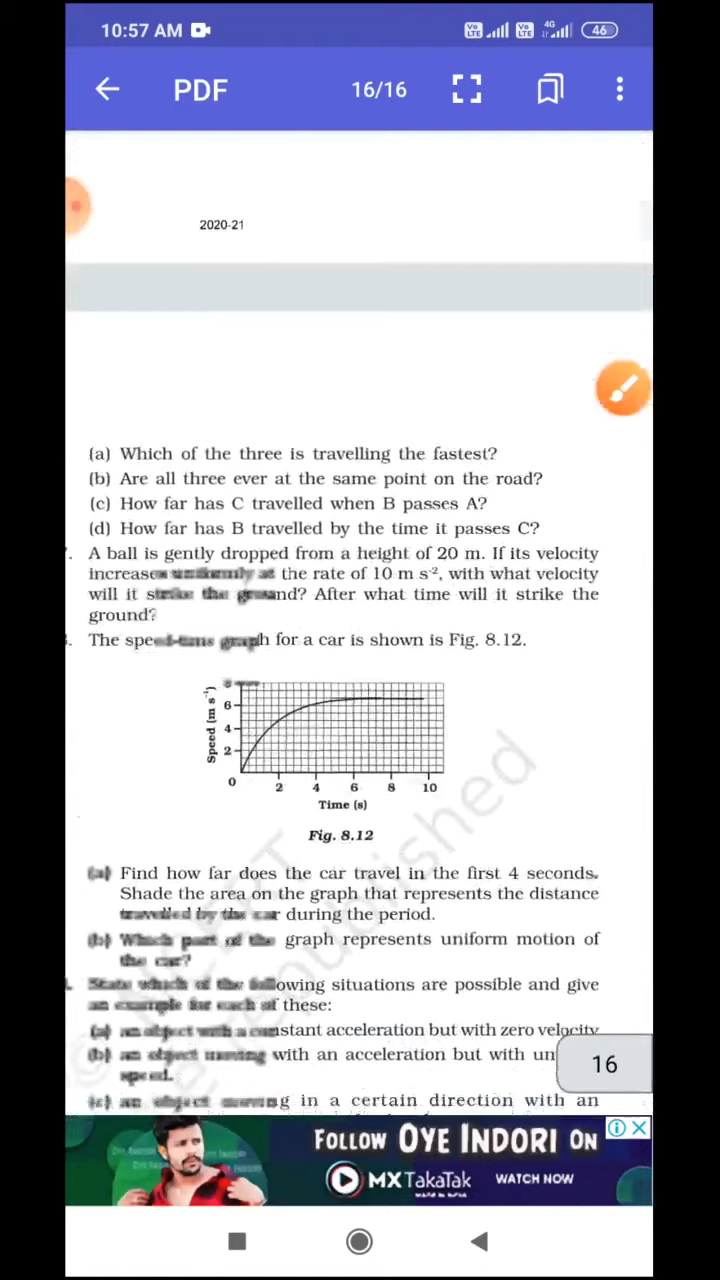 10:57 AM
Vo LTE Vo LTE 4G 46
PDF 16/16
2020-21
(a) Which of the three is travelling the fastest?
(b) Are all three ever at the same point on the road?
(c) How far has C travelled when B passes A?
(d) How far has B travelled by the time it passes C?
. A ball is gently dropped from a height of 20 m. If its velocity
increases uniformly at the rate of 10 m s⁻², with what velocity
will it strike the ground? After what time will it strike the
ground?
. The speed-time graph for a car is shown is Fig. 8.12.
8
6
4
2
0
Speed (m s⁻¹)
2 4 6 8 10
Time (s)
Fig. 8.12
(a) Find how far does the car travel in the first 4 seconds.
Shade the area on the graph that represents the distance
travelled by the car during the period.
(b) Which part of the graph represents uniform motion of
the car?
. State which of the following situations are possible and give
an example for each of these:
(a) an object with a constant acceleration but with zero velocity
(b) an object moving with an acceleration but with un
speed.
(c) an object moving in a certain direction with an
16
FOLLOW OYE INDORI ON
MX TakaTak WATCH NOW